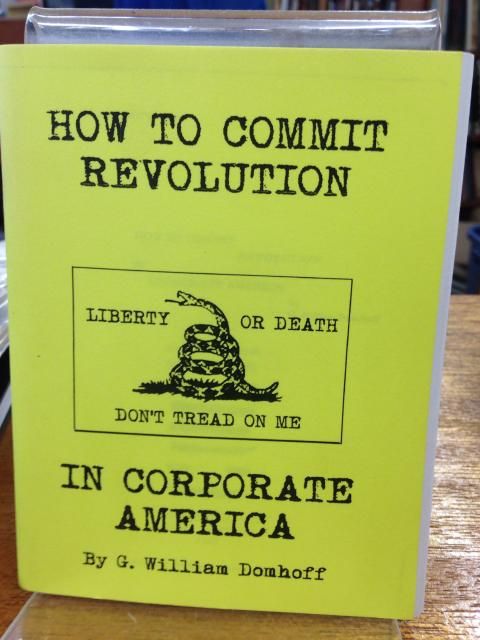 HOW TO COMMIT
REVOLUTION
LIBERTY OR DEATH
DON'T TREAD ON ME
IN CORPORATE
AMERICA
By G. William Domhoff